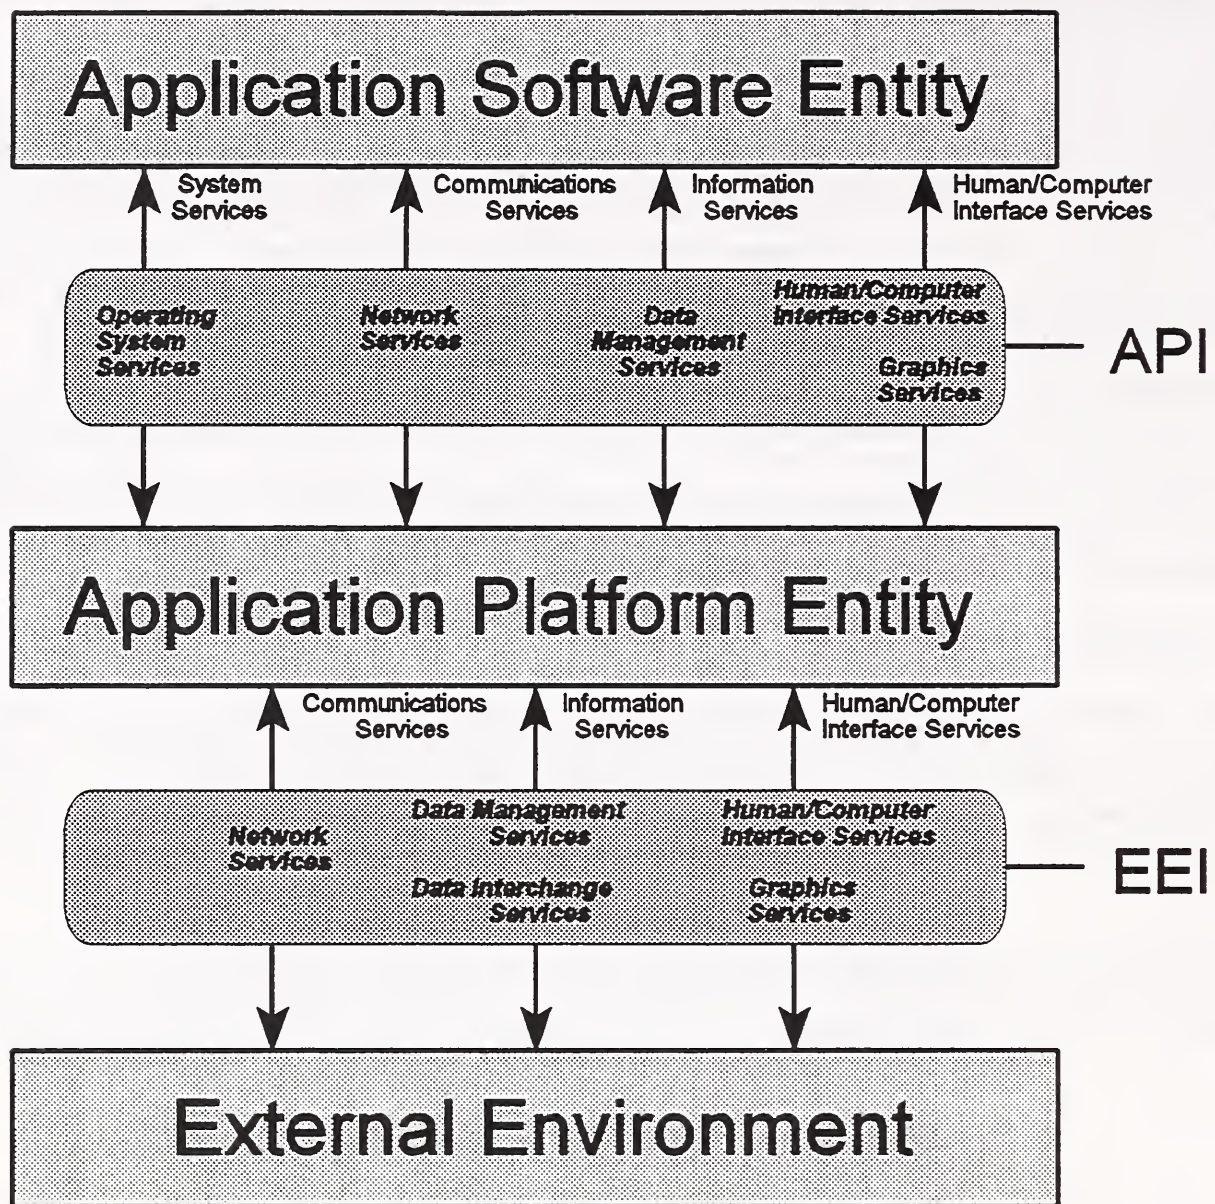 Application Software Entity
System
Services
Communications
Services
Information
Services
Human/Computer
Interface Services
Operating
System
Services
Network
Services
Data
Management
Services
Human/Computer
Interface Services
Graphics
Services
API
Application Platform Entity
Communications
Services
Information
Services
Human/Computer
Interface Services
Network
Services
Data Management
Services
Data Interchange
Services
Human/Computer
Interface Services
Graphics
Services
EEI
External Environment